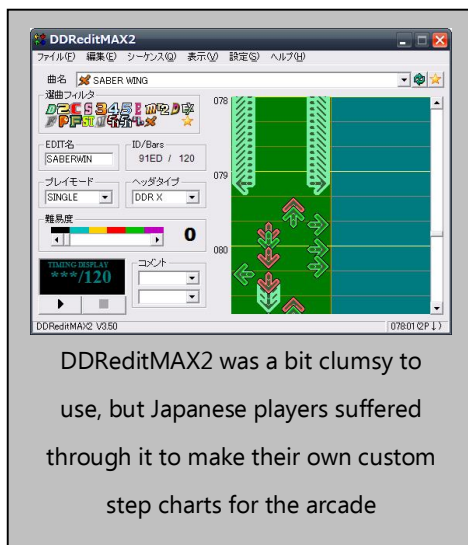 DDReditMAX2
ファイル(F) 編集(E) シーケンス(Q) 表示(V) 設定(S) ヘルプ(H)
曲名 SABER WING
選曲フィルタ
EDIT名 ID/Bars
SABERWIN 91ED / 120
プレイモード ヘッダタイプ
SINGLE DDR X
難易度
0
TIMING DISPLAY コメント
***/120
078
079
080
DDReditMAX2 V3.50 078:01 (2P↓)
DDReditMAX2 was a bit clumsy to
use, but Japanese players suffered
through it to make their own custom
step charts for the arcade